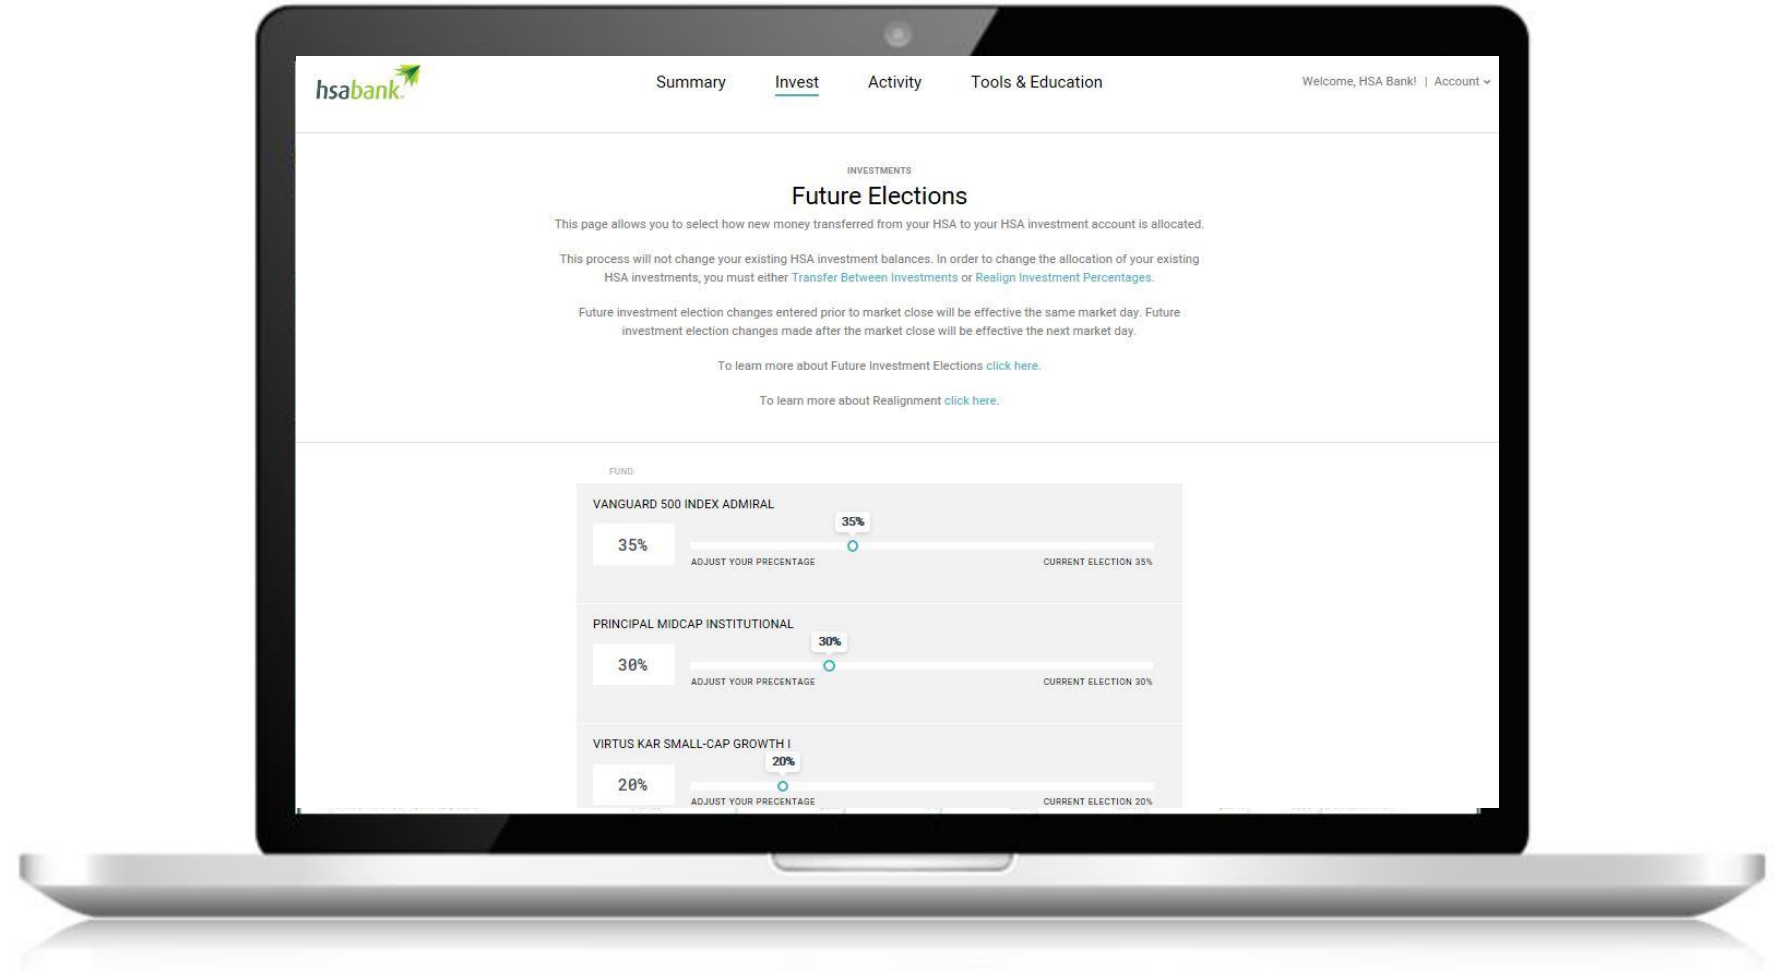 hsabank.
Summary Invest Activity Tools & Education
Welcome, HSA Bank! | Account
INVESTMENTS
Future Elections
This page allows you to select how new money transferred from your HSA to your HSA investment account is allocated.
This process will not change your existing HSA investment balances. In order to change the allocation of your existing
HSA investments, you must either Transfer Between Investments or Realign Investment Percentages.
Future investment election changes entered prior to market close will be effective the same market day. Future
investment election changes made after the market close will be effective the next market day.
To learn more about Future Investment Elections click here.
To learn more about Realignment click here.
FUND
VANGUARD 500 INDEX ADMIRAL
35%
35%
ADJUST YOUR PRECENTAGE CURRENT ELECTION 35%
PRINCIPAL MIDCAP INSTITUTIONAL
30%
30%
ADJUST YOUR PRECENTAGE CURRENT ELECTION 30%
VIRTUS KAR SMALL-CAP GROWTH I
20%
20%
ADJUST YOUR PRECENTAGE CURRENT ELECTION 20%